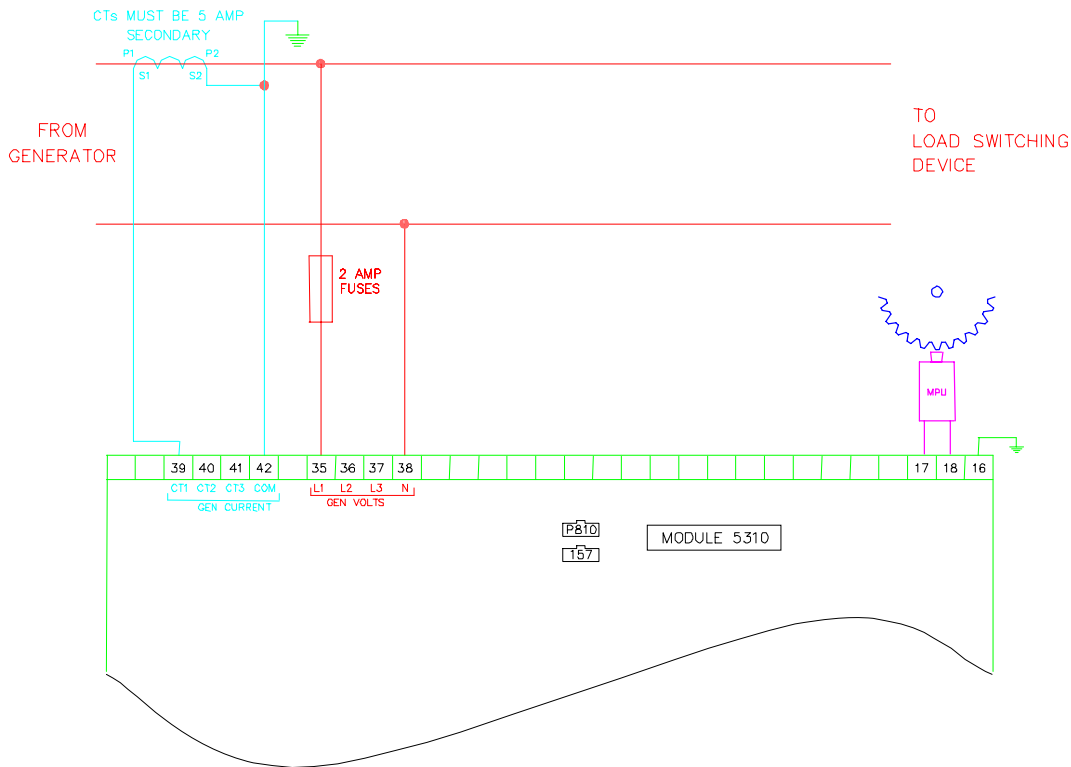 CTs MUST BE 5 AMP
SECONDARY
P1
P2
S1
S2
FROM
GENERATOR
TO
LOAD SWITCHING
DEVICE
2 AMP
FUSES
MPU
39 40 41 42 35 36 37 38 17 18 16
CT1 CT2 CT3 COM L1 L2 L3 N
GEN CURRENT
GEN VOLTS
P810
157
MODULE 5310